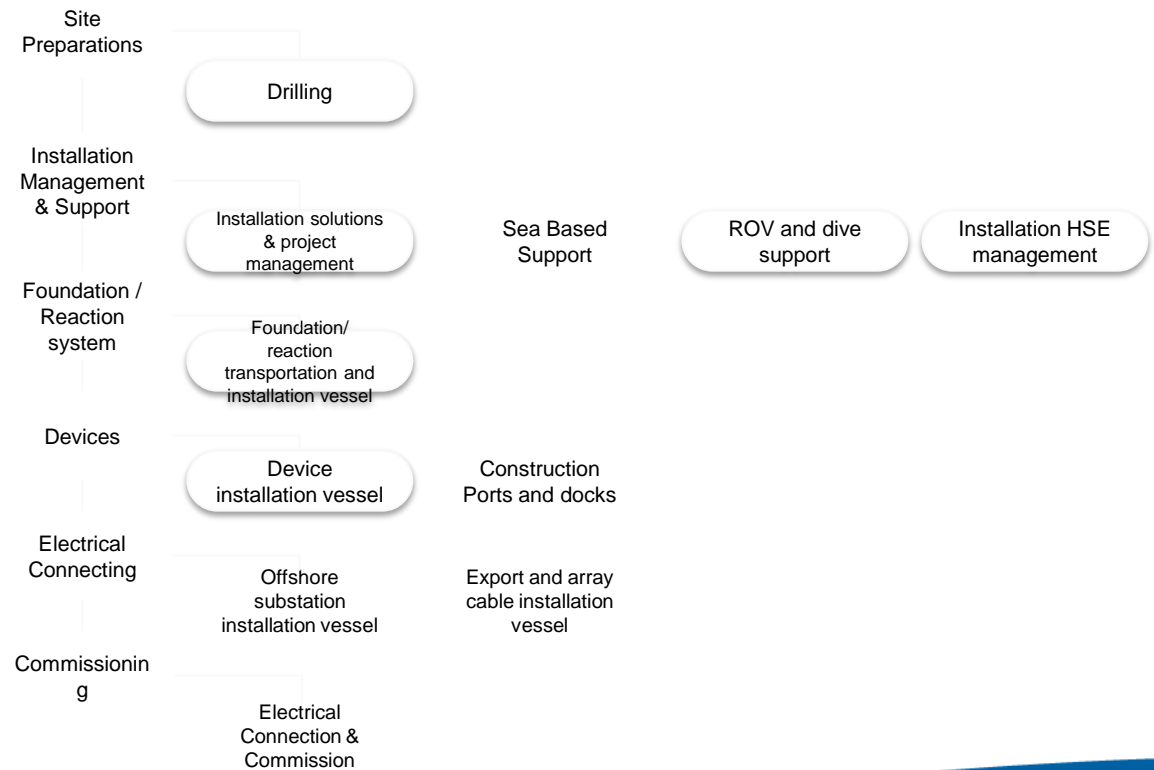 Site
Preparations
Drilling
Installation
Management
& Support
Installation solutions
& project
management
Sea Based
Support
ROV and dive
support
Installation HSE
management
Foundation /
Reaction
system
Foundation/
reaction
transportation and
installation vessel
Devices
Device
installation vessel
Construction
Ports and docks
Electrical
Connecting
Offshore
substation
installation vessel
Export and array
cable installation
vessel
Commissionin
g
Electrical
Connection &
Commission